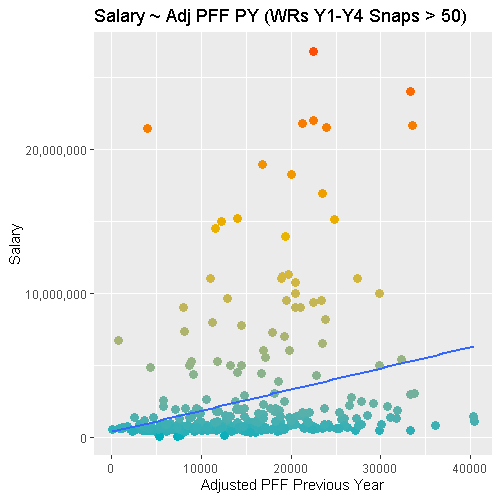 Salary ~ Adj PFF PY (WRs Y1-Y4 Snaps > 50)
20,000,000
10,000,000
0
Salary
0 10000 20000 30000 40000
Adjusted PFF Previous Year